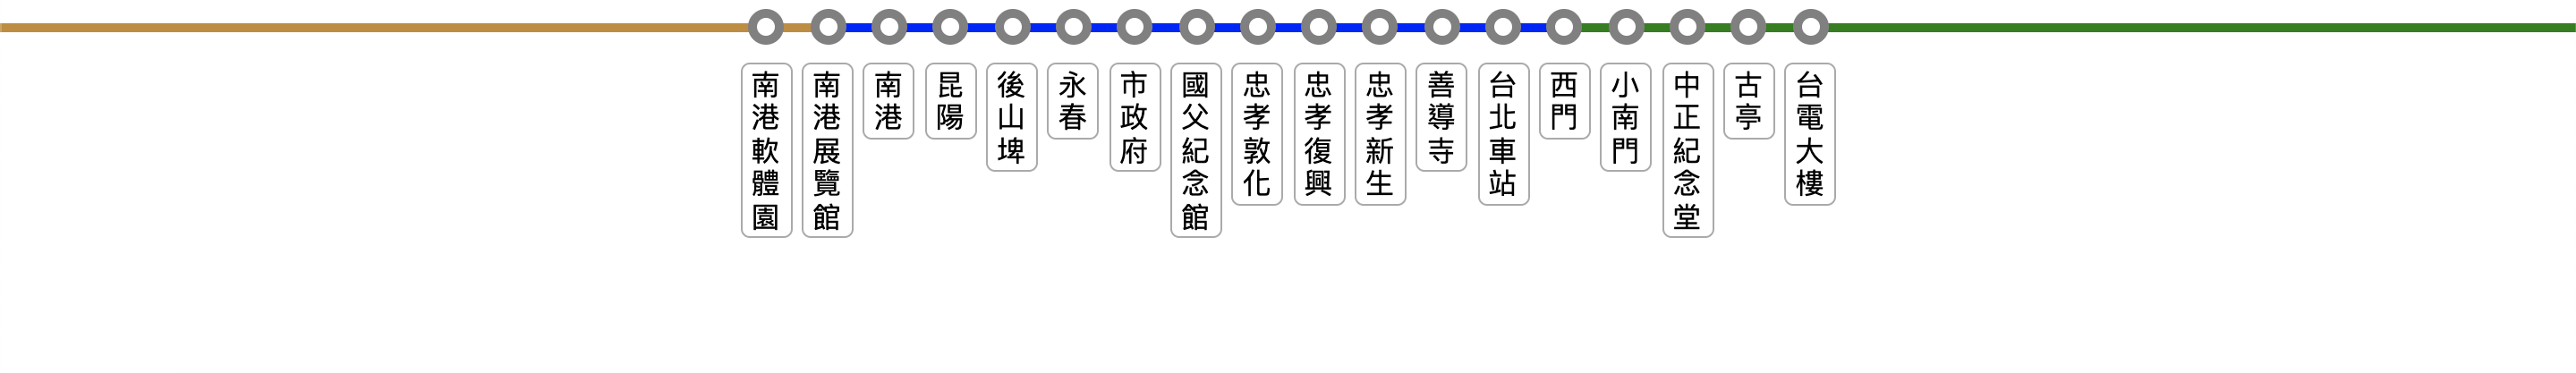 南港軟體園
南港展覽館
南港
昆陽
後山埤
永春
市政府
國父紀念館
忠孝敦化
忠孝復興
忠孝新生
善導寺
台北車站
西門
小南門
中正紀念堂
古亭
台電大樓